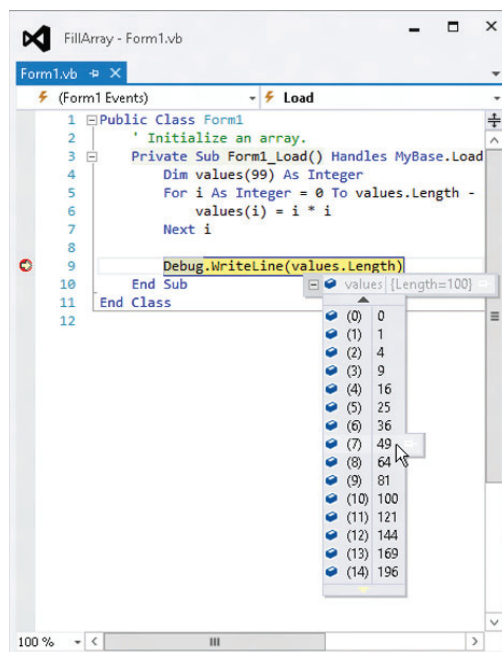 FillArray - Form1.vb
Form1.vb
(Form1 Events) Load
1 Public Class Form1
2 ' Initialize an array.
3 Private Sub Form1_Load() Handles MyBase.Load
4 Dim values(99) As Integer
5 For i As Integer = 0 To values.Length -
6 values(i) = i * i
7 Next i
8
9 Debug.WriteLine(values.Length)
10 End Sub
values {Length=100}
11 End Class
12
(0) 0
(1) 1
(2) 4
(3) 9
(4) 16
(5) 25
(6) 36
(7) 49
(8) 64
(9) 81
(10) 100
(11) 121
(12) 144
(13) 169
(14) 196
100 %